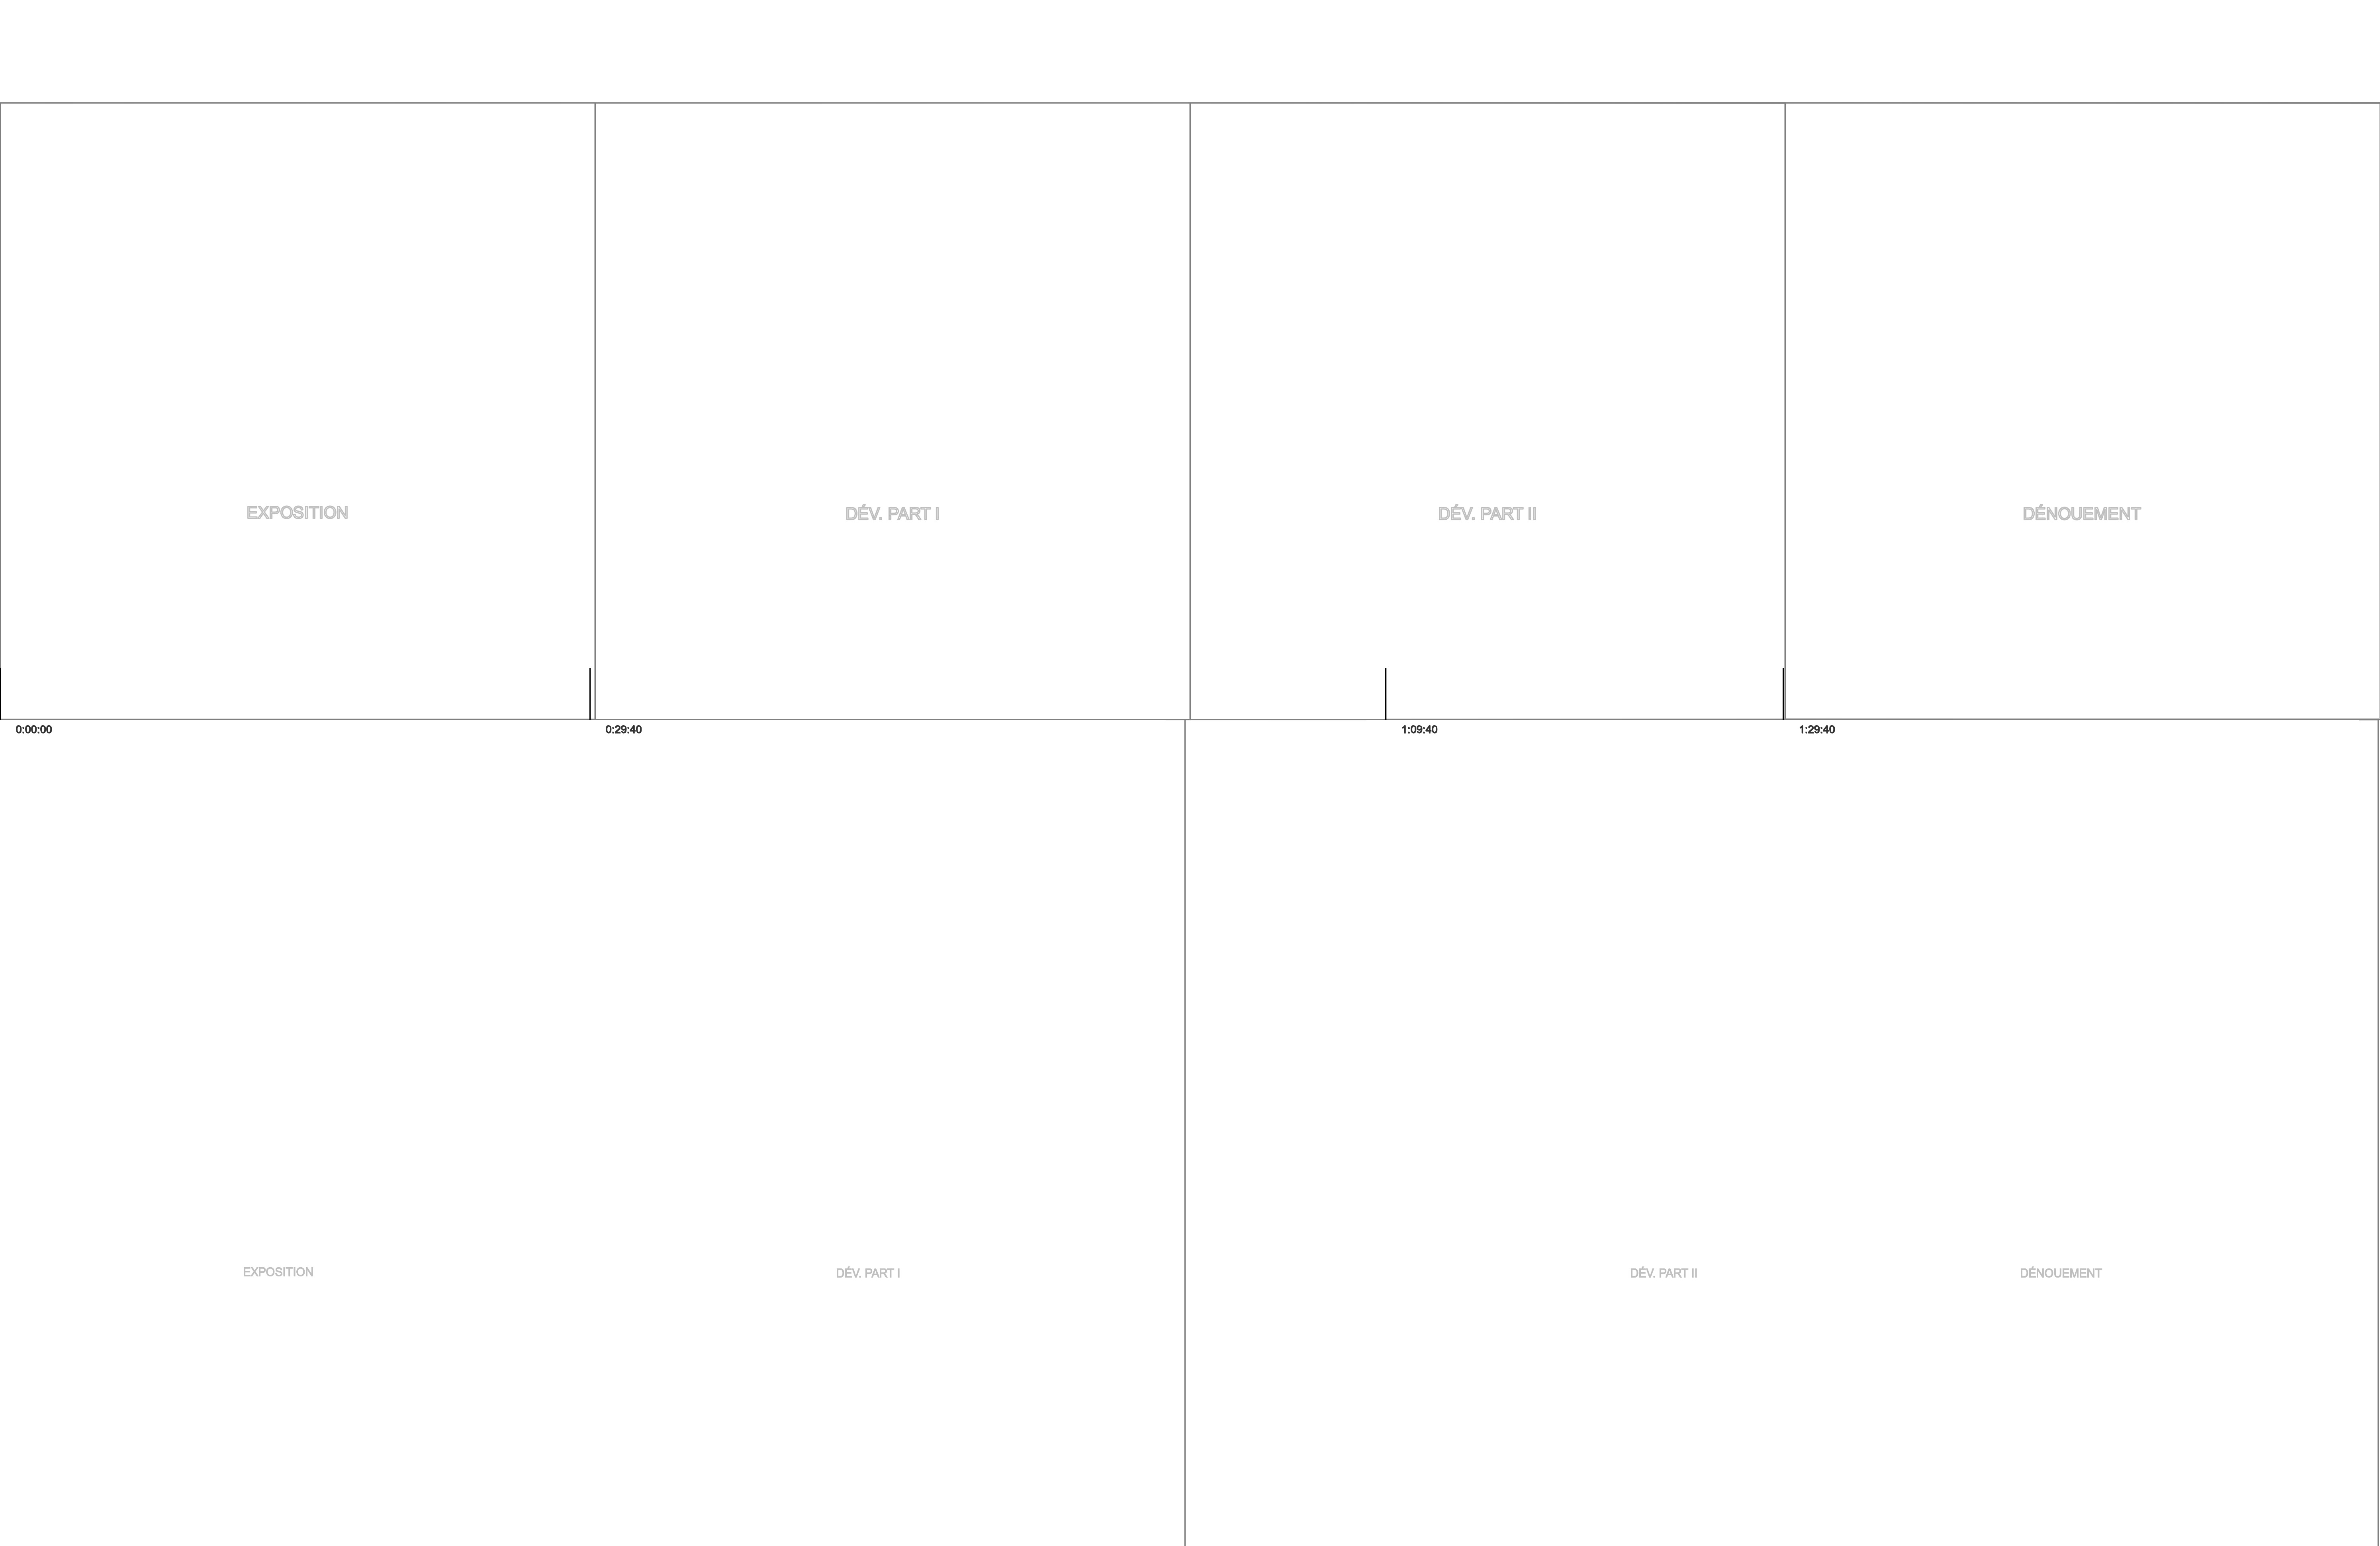 EXPOSITION
DÉV. PART I
DÉV. PART II
DÉNOUEMENT
0:00:00
0:29:40
1:09:40
1:29:40
EXPOSITION
DÉV. PART I
DÉV. PART II
DÉNOUEMENT